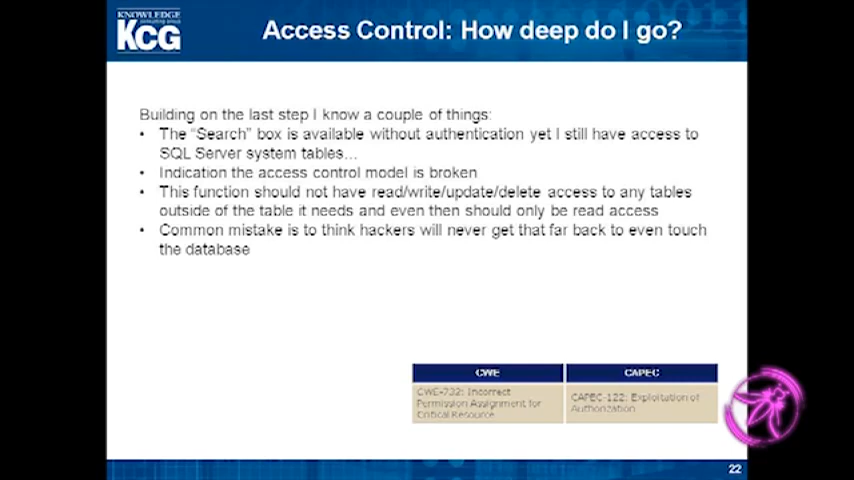 KNOWLEDGE
consulting group
KCG
Access Control: How deep do I go?
Building on the last step I know a couple of things:
• The "Search" box is available without authentication yet I still have access to
SQL Server system tables...
• Indication the access control model is broken
• This function should not have read/write/update/delete access to any tables
outside of the table it needs and even then should only be read access
• Common mistake is to think hackers will never get that far back to even touch
the database
CWE
CAPEC
CWE-732: Incorrect
Permission Assignment for
Critical Resource
CAPEC-122: Exploitation of
Authorization
22